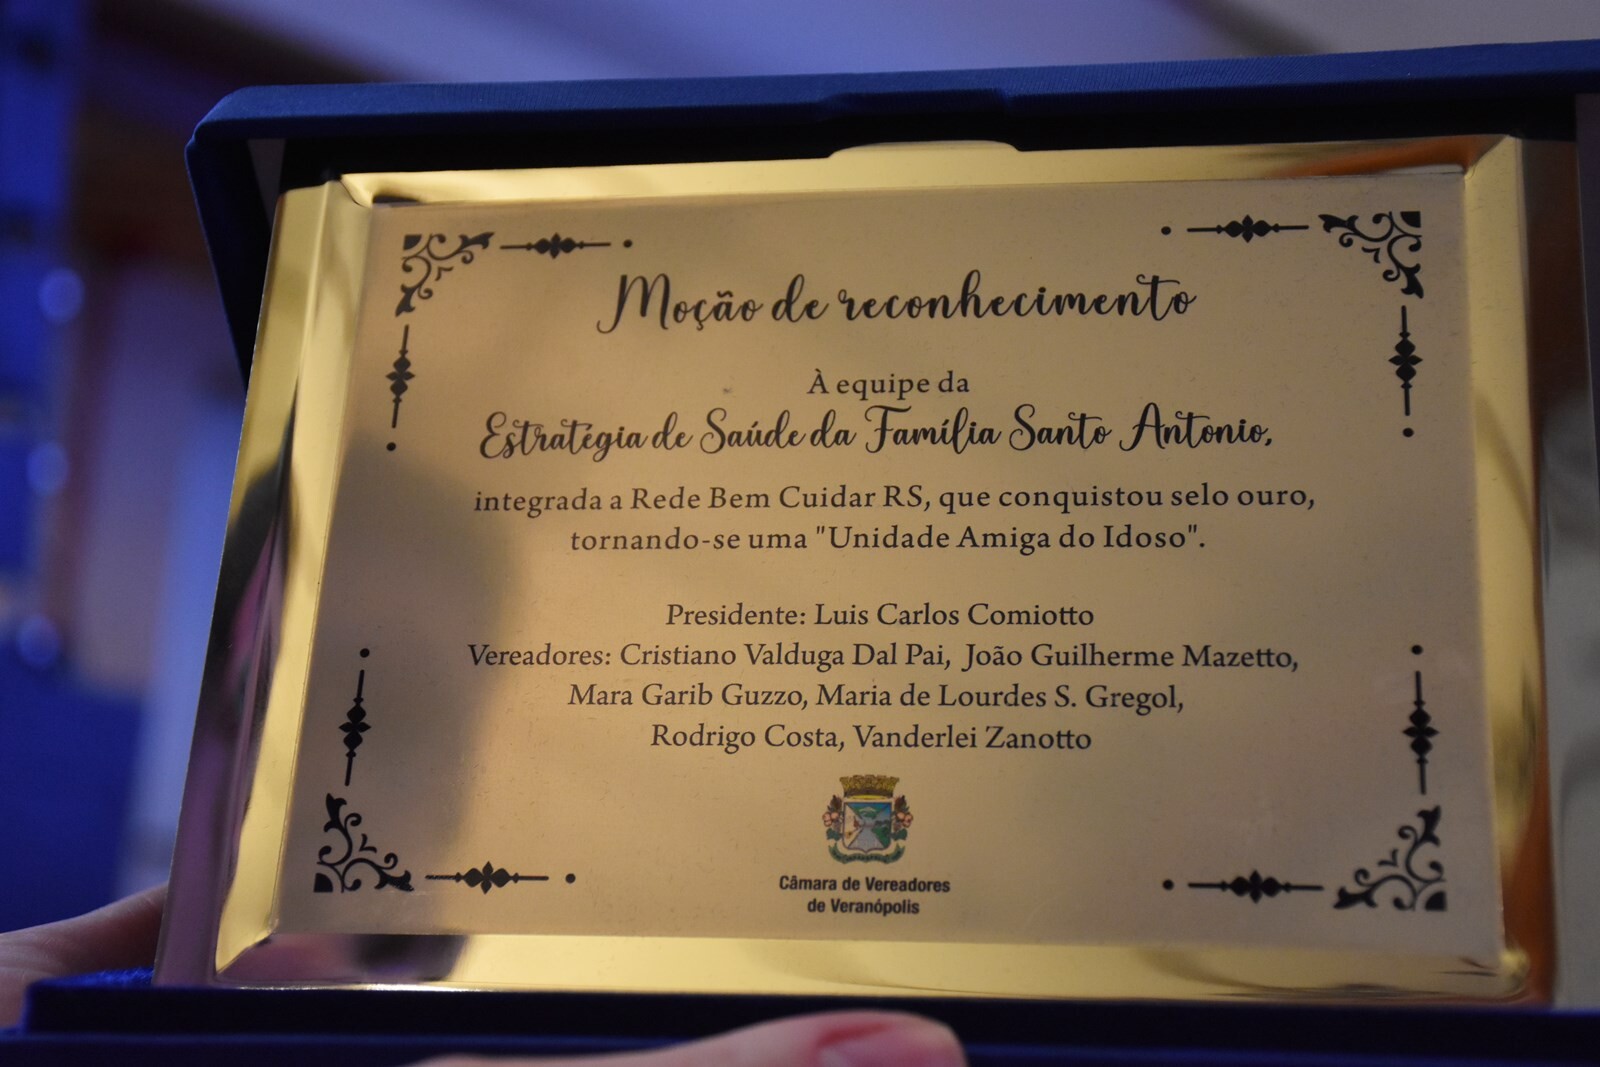 Moção de reconhecimento
À equipe da
Estratégia de Saúde da Família Santo Antonio,
integrada a Rede Bem Cuidar RS, que conquistou selo ouro,
tornando-se uma "Unidade Amiga do Idoso".
Presidente: Luis Carlos Comiotto
Vereadores: Cristiano Valduga Dal Pai, João Guilherme Mazetto,
Mara Garib Guzzo, Maria de Lourdes S. Gregol,
Rodrigo Costa, Vanderlei Zanotto
Câmara de Vereadores
de Veranópolis